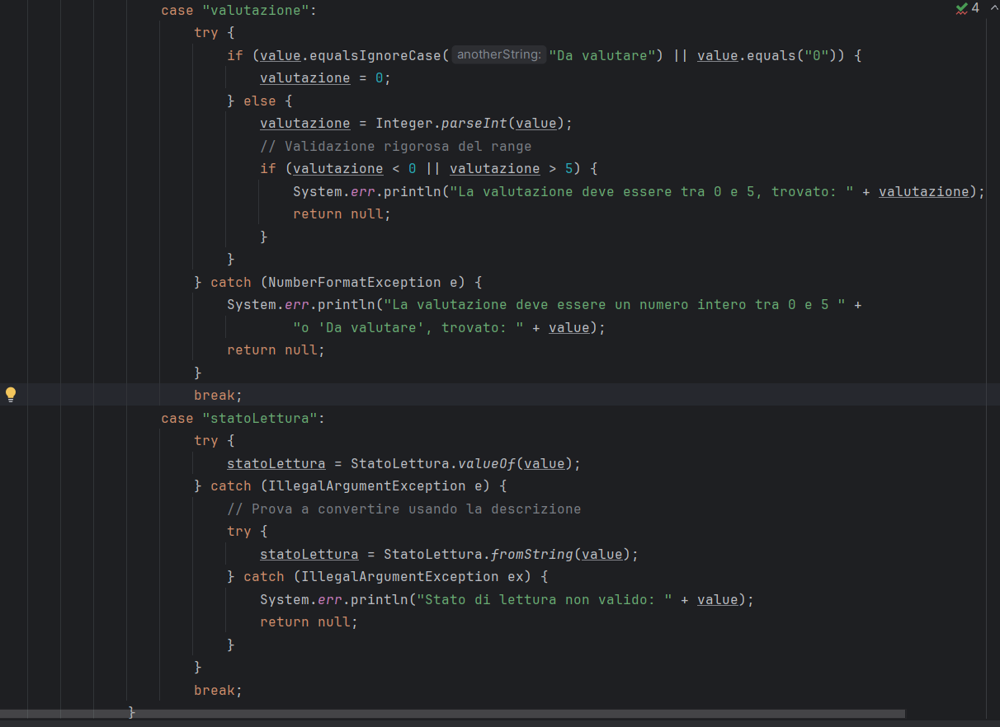 case "valutazione":
4
try {
if (value.equalsIgnoreCase( anotherString: "Da valutare") || value.equals("0")) {
valutazione = 0;
} else {
valutazione = Integer.parseInt(value);
// Validazione rigorosa del range
if (valutazione < 0 || valutazione > 5) {
System.err.println("La valutazione deve essere tra 0 e 5, trovato: " + valutazione);
return null;
}
}
} catch (NumberFormatException e) {
System.err.println("La valutazione deve essere un numero intero tra 0 e 5 " +
"o 'Da valutare', trovato: " + value);
return null;
}
break;
case "statoLettura":
try {
statoLettura = StatoLettura.valueOf(value);
} catch (IllegalArgumentException e) {
// Prova a convertire usando la descrizione
try {
statoLettura = StatoLettura.fromString(value);
} catch (IllegalArgumentException ex) {
System.err.println("Stato di lettura non valido: " + value);
return null;
}
}
break;
}